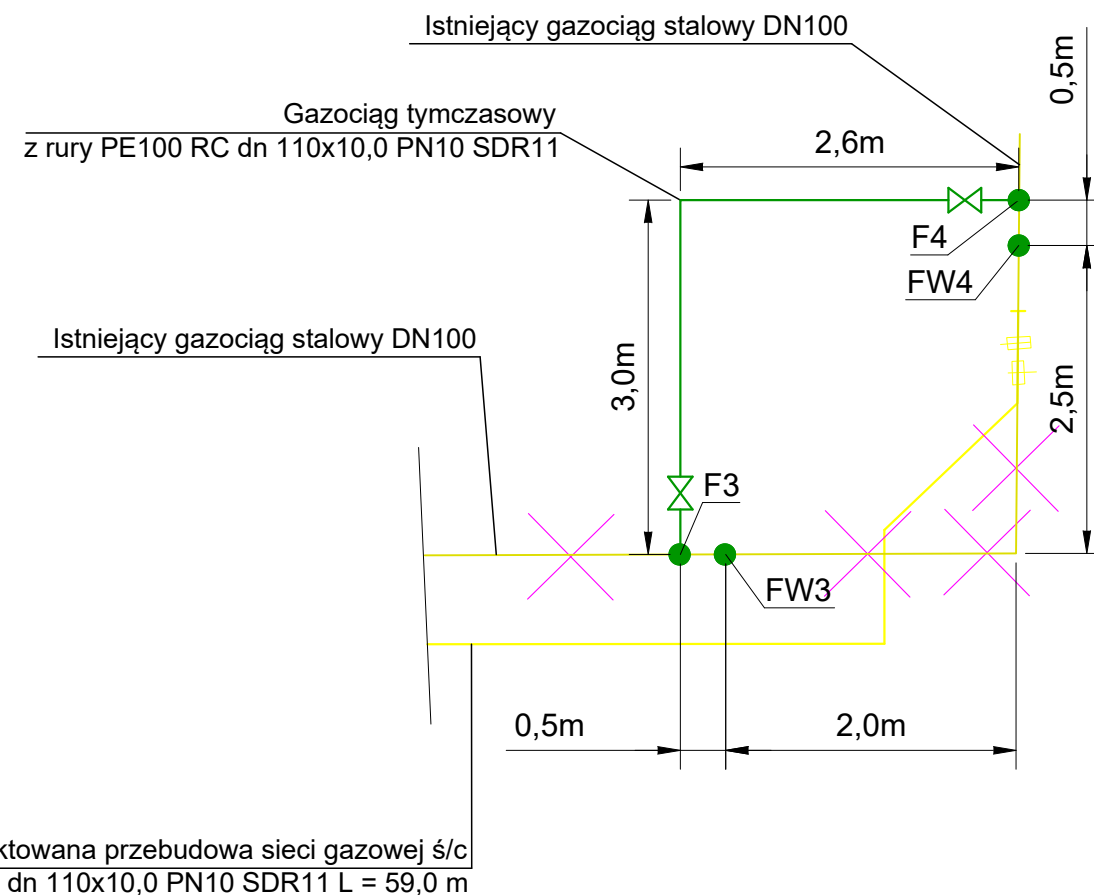 Istniejący gazociąg stalowy DN100
0,5m
Gazociąg tymczasowy
z rury PE100 RC dn 110x10,0 PN10 SDR11
2,6m
F4
FW4
Istniejący gazociąg stalowy DN100
3,0m
2,5m
F3
FW3
0,5m
2,0m
przebudowa sieci gazowej ś/c
dn 110x10,0 PN10 SDR11 L = 59,0 m